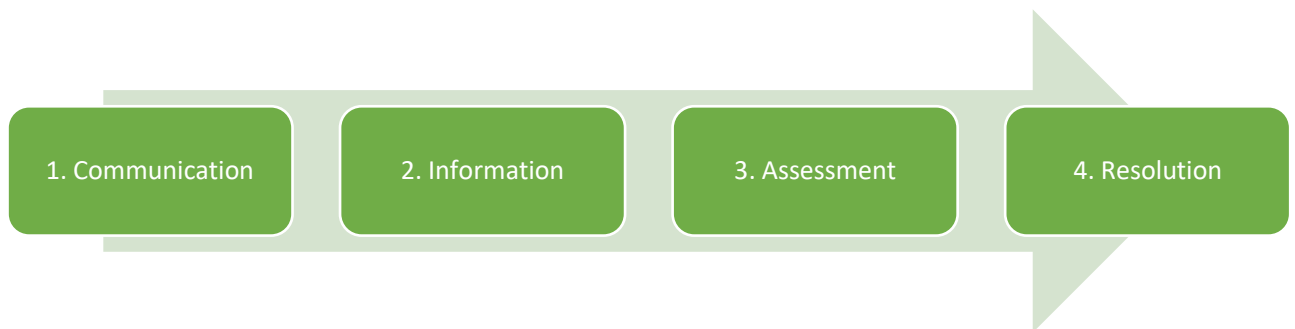 1. Communication
2. Information
3. Assessment
4. Resolution